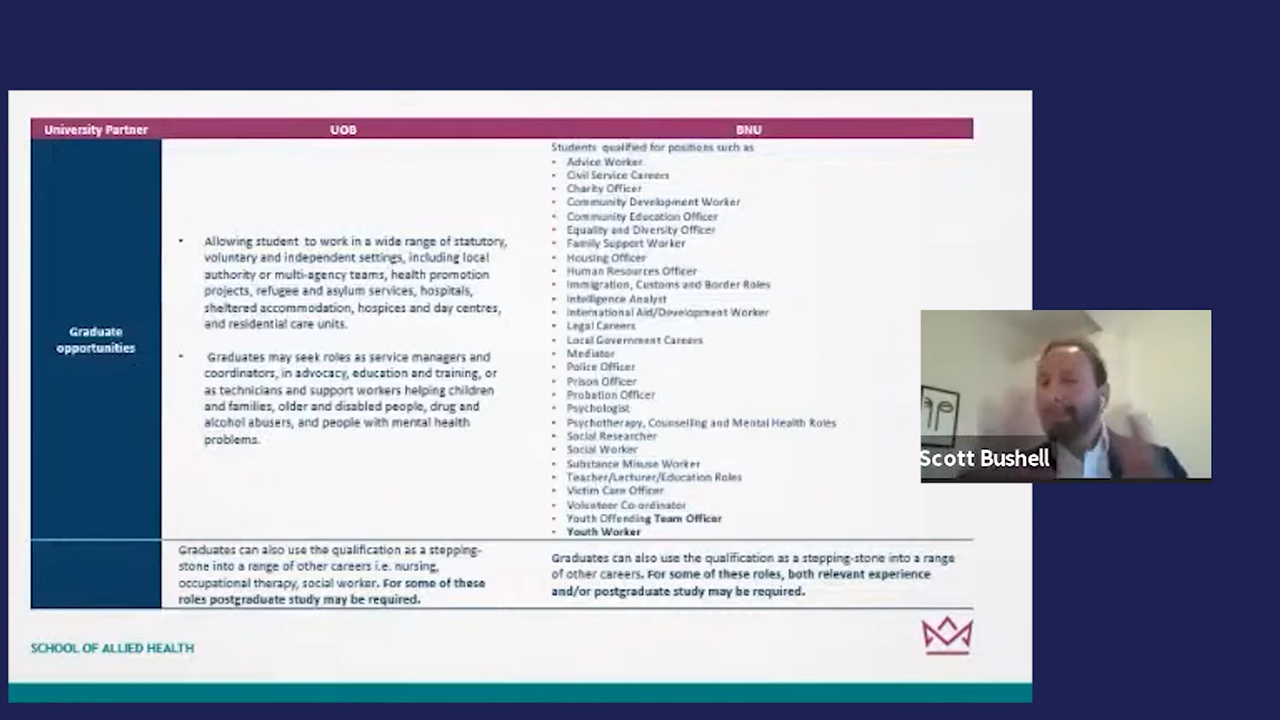 University Partner
UOB
BNU
Graduate
opportunities
• Allowing student to work in a wide range of statutory,
voluntary and independent settings, including local
authority or multi-agency teams, health promotion
projects, refugee and asylum services, hospitals,
sheltered accommodation, hospices and day centres,
and residential care units.
• Graduates may seek roles as service managers and
coordinators, in advocacy, education and training, or
as technicians and support workers helping children
and families, older and disabled people, drug and
alcohol abusers, and people with mental health
problems.
Students qualified for positions such as
• Advice Worker
• Civil Service Careers
• Charity Officer
• Community Development Worker
• Community Education Officer
• Equality and Diversity Officer
• Family Support Worker
• Housing Officer
• Human Resources Officer
• Immigration, Customs and Border Roles
• Intelligence Analyst
• International Aid/Development Worker
• Legal Careers
• Local Government Careers
• Mediator
• Police Officer
• Prison Officer
• Probation Officer
• Psychologist
• Psychotherapy, Counselling and Mental Health Roles
• Social Researcher
• Social Worker
• Substance Misuse Worker
• Teacher/Lecturer/Education Roles
• Victim Care Officer
• Volunteer Co-ordinator
• Youth Offending Team Officer
• Youth Worker
Graduates can also use the qualification as a stepping-
stone into a range of other careers i.e. nursing,
occupational therapy, social worker. For some of these
roles postgraduate study may be required.
Graduates can also use the qualification as a stepping-stone into a range
of other careers. For some of these roles, both relevant experience
and/or postgraduate study may be required.
SCHOOL OF ALLIED HEALTH
Scott Bushell